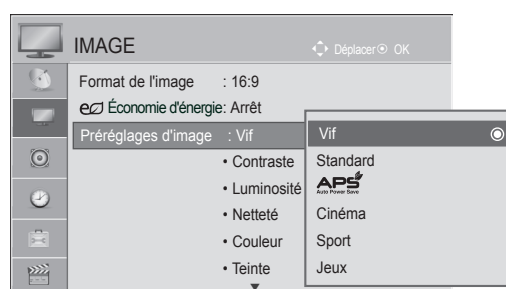 IMAGE
Déplacer OK
Format de l'image : 16:9
Économie d'énergie: Arrêt
Préréglages d'image : Vif
• Contraste
• Luminosité
• Netteté
• Couleur
• Teinte
Vif
Standard
APS
Auto Power Save
Cinéma
Sport
Jeux